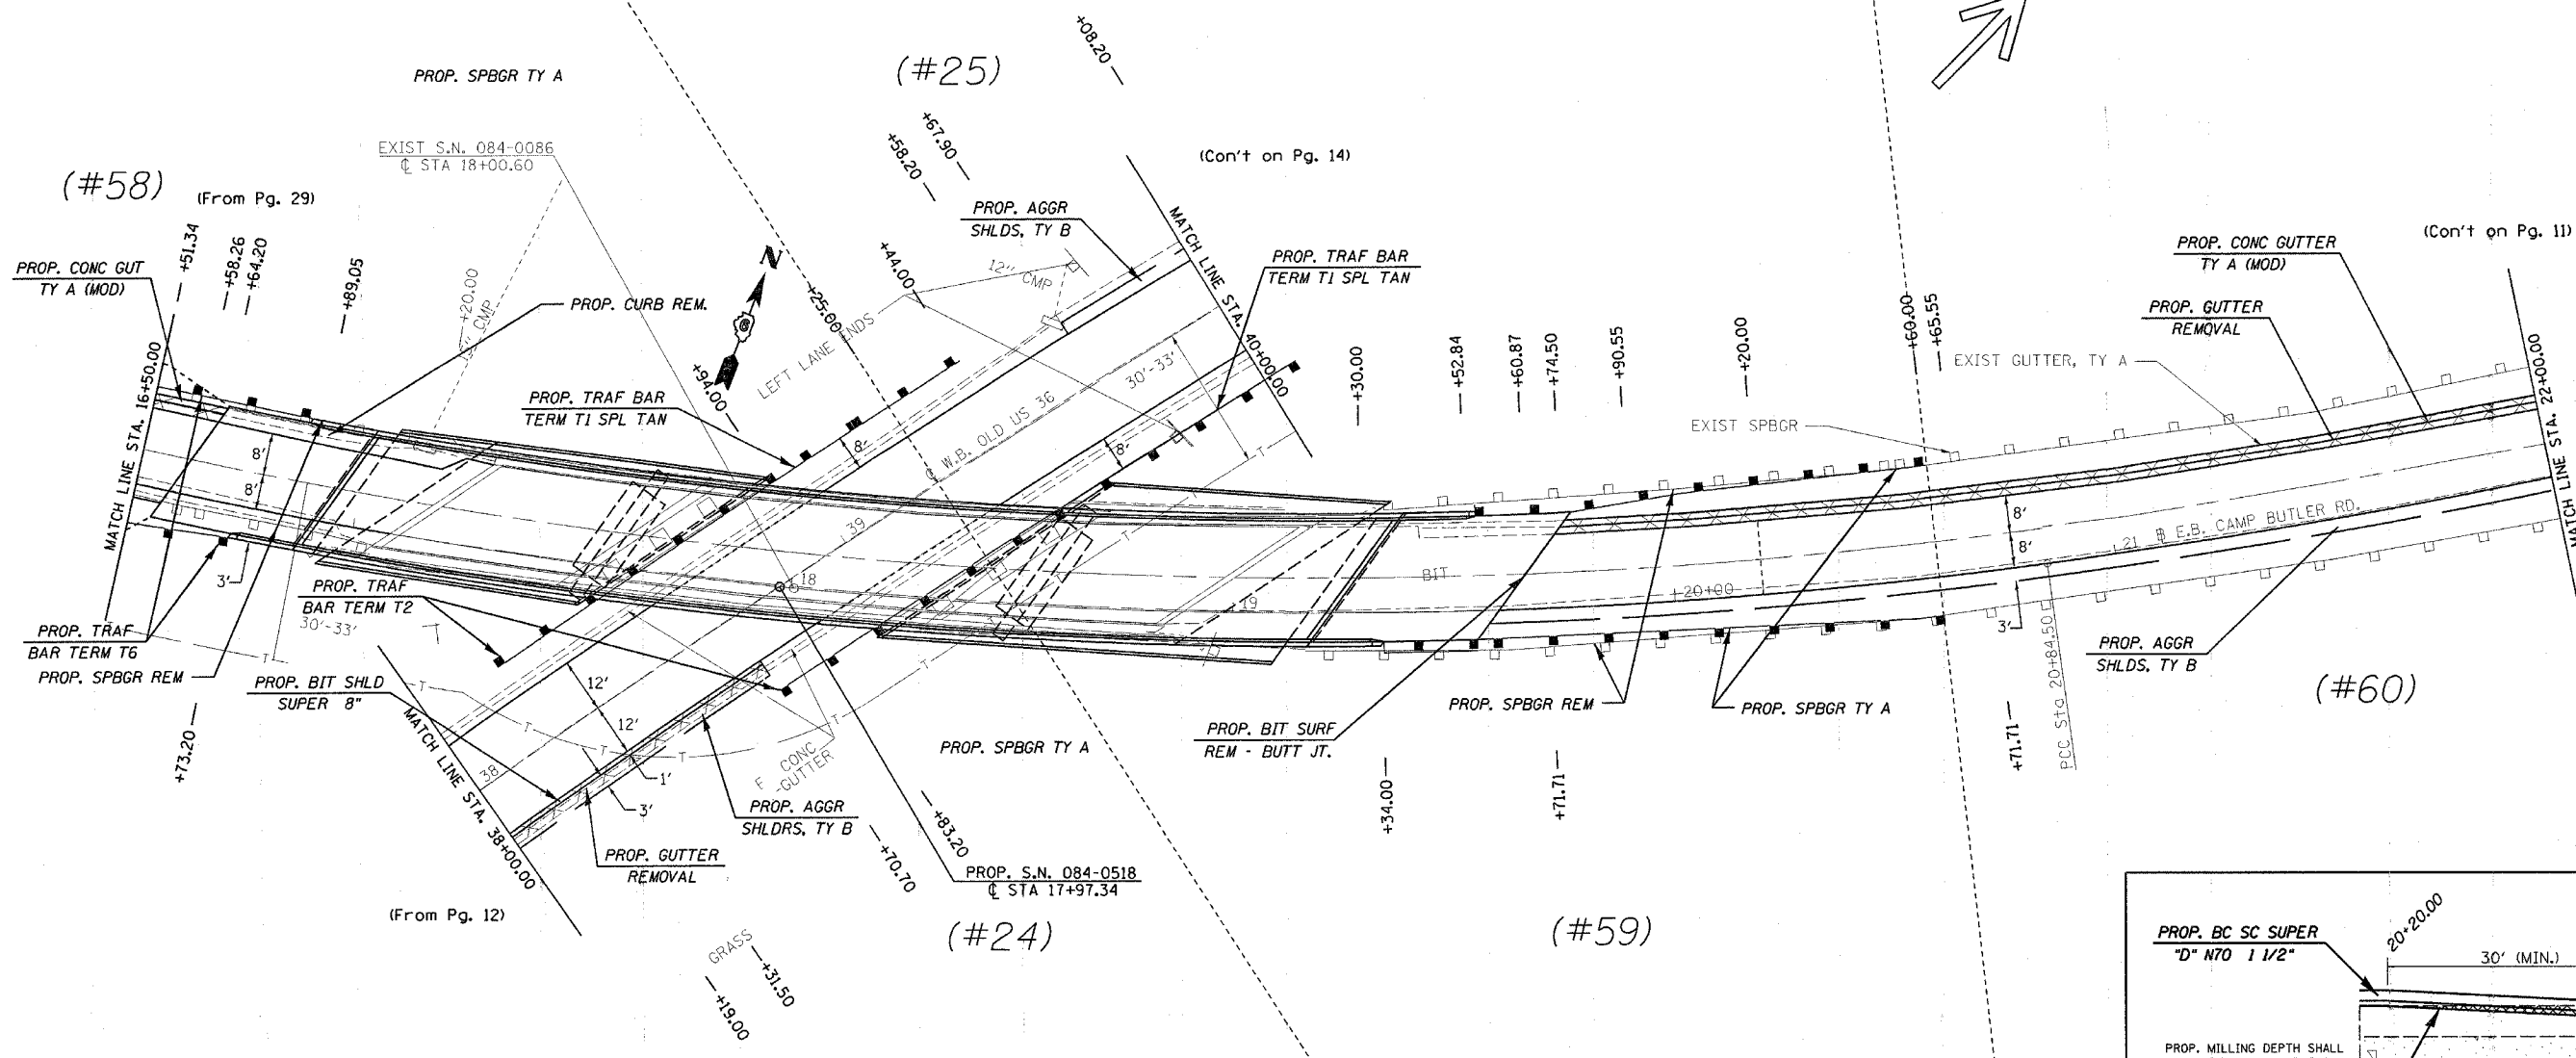 PROP. SPBGR TY A
(#25)
+08.20
EXIST S.N. 084-0086
℄ STA 18+00.60
+67.90
+58.20
(Con't on Pg. 14)
(#58)
(From Pg. 29)
+51.34
+58.26
+64.20
+89.05
PROP. CONC GUT
TY A (MOD)
+20.00
CMP
PROP. CURB REM.
N
+25.00
+94.00
LEFT LANE ENDS
+44.00
12" CMP
PROP. AGGR
SHLDS, TY B
MATCH LINE STA. 40+00.00
PROP. TRAF BAR
TERM T1 SPL TAN
30'-33'
+30.00
+52.84
+60.87
+74.50
+90.55
+20.00
+60.00
+65.55
PROP. CONC GUTTER
TY A (MOD)
PROP. GUTTER
REMOVAL
(Con't on Pg. 11)
EXIST GUTTER, TY A
EXIST SPBGR
MATCH LINE STA. 22+00.00
MATCH LINE STA. 16+50.00
PROP. TRAF BAR
TERM T1 SPL TAN
8'
8'
8'
8'
℄ W.B. OLD US 36
39
18
19
BIT
+20+00
21
E.B. CAMP BUTLER RD.
8'
8'
3'
3'
PROP. TRAF
BAR TERM T2
30'-33'
PROP. TRAF
BAR TERM T6
PROP. SPBGR REM
PROP. BIT SHLD
SUPER 8"
+73.20
MATCH LINE STA. 38+00.00
38
12'
12'
1'
3'
CONC
GUTTER
PROP. AGGR
SHLDRS, TY B
PROP. GUTTER
REMOVAL
PROP. SPBGR TY A
PROP. BIT SURF
REM - BUTT JT.
PROP. SPBGR REM
PROP. SPBGR TY A
PROP. AGGR
SHLDS, TY B
(#60)
+71.71
PCC Sta 20+84.50
+34.00
+71.71
+83.20
+70.70
PROP. S.N. 084-0518
℄ STA 17+97.34
(From Pg. 12)
(#24)
(#59)
GRASS
+31.50
+19.00
PROP. BC SC SUPER
"D" N70 1 1/2"
20+20.00
30' (MIN.)
PROP. MILLING DEPTH SHALL